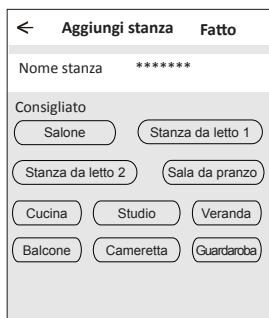 ← Aggiungi stanza Fatto
Nome stanza *******
Consigliato
Salone Stanza da letto 1
Stanza da letto 2 Sala da pranzo
Cucina Studio Veranda
Balcone Cameretta Guardaroba